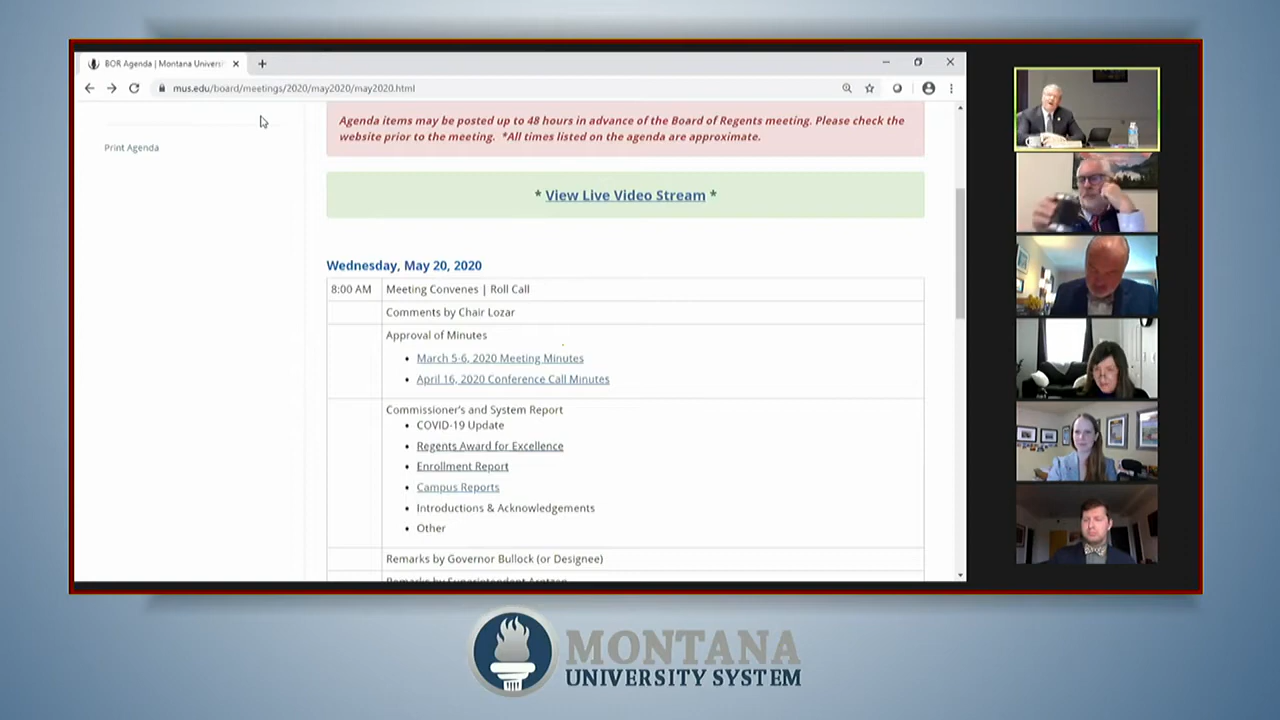 BOR Agenda | Montana Univers
mus.edu/board/meetings/2020/may2020/may2020.html
Print Agenda
Agenda items may be posted up to 48 hours in advance of the Board of Regents meeting. Please check the
website prior to the meeting. *All times listed on the agenda are approximate.
* View Live Video Stream *
Wednesday, May 20, 2020
8:00 AM Meeting Convenes | Roll Call
Comments by Chair Lozar
Approval of Minutes
• March 5-6, 2020 Meeting Minutes
• April 16, 2020 Conference Call Minutes
Commissioner's and System Report
• COVID-19 Update
• Regents Award for Excellence
• Enrollment Report
• Campus Reports
• Introductions & Acknowledgements
• Other
Remarks by Governor Bullock (or Designee)
Remarks by Superintendent Arntzen
MONTANA
UNIVERSITY SYSTEM